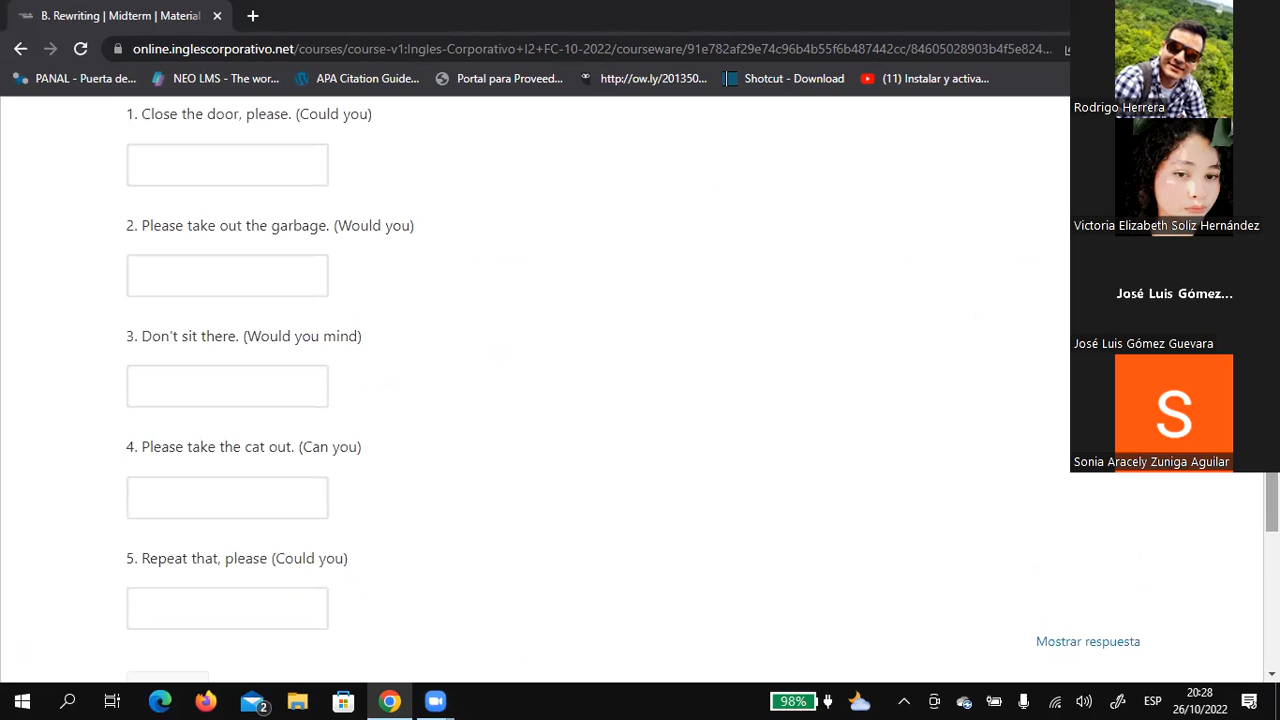 B. Rewriting | Midterm | Material
online.inglescorporativo.net/courses/course-v1:Ingles-Corporativo+I2+FC-10-2022/courseware/91e782af29e74c96b4b55f6b487442cc/84605028903b4f5e824...
PANAL - Puerta de...
NEO LMS - The wor...
APA Citation Guide...
Portal para Proveed...
http://ow.ly/201350...
Shotcut - Download
(11) Instalar y activa...
1. Close the door, please. (Could you)
2. Please take out the garbage. (Would you)
3. Don't sit there. (Would you mind)
4. Please take the cat out. (Can you)
5. Repeat that, please (Could you)
Mostrar respuesta
Rodrigo Herrera
Victoria Elizabeth Soliz Hernández
José Luis Gómez...
José Luis Gómez Guevara
S
Sonia Aracely Zuniga Aguilar
2
98%
ESP
20:28
26/10/2022